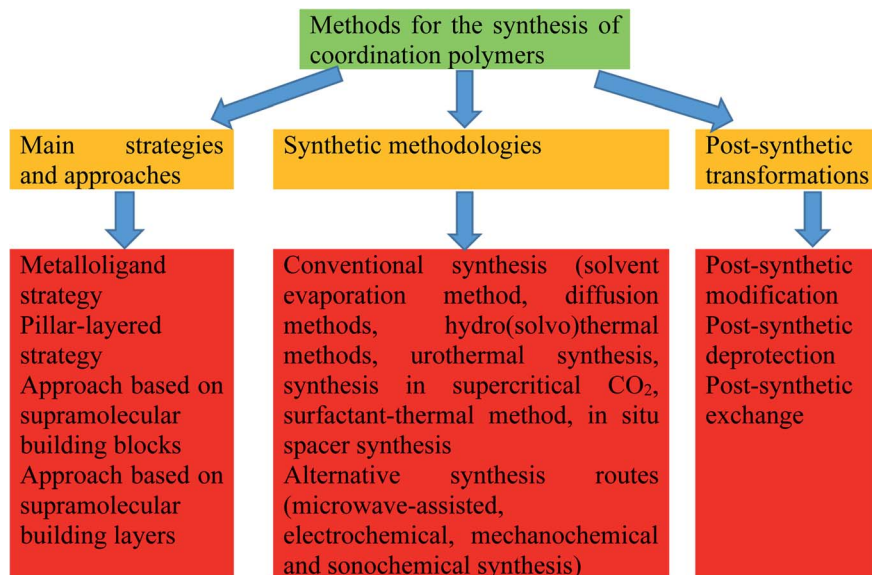 Methods for the synthesis of
coordination polymers
Main strategies
and approaches
Synthetic methodologies
Post-synthetic
transformations
Metalloligand
strategy
Pillar-layered
strategy
Approach based on
supramolecular
building blocks
Approach based on
supramolecular
building layers
Conventional synthesis (solvent
evaporation method, diffusion
methods, hydro(solvo)thermal
methods, urothermal synthesis,
synthesis in supercritical CO₂,
surfactant-thermal method, in situ
spacer synthesis
Alternative synthesis routes
(microwave-assisted,
electrochemical, mechanochemical
and sonochemical synthesis)
Post-synthetic
modification
Post-synthetic
deprotection
Post-synthetic
exchange